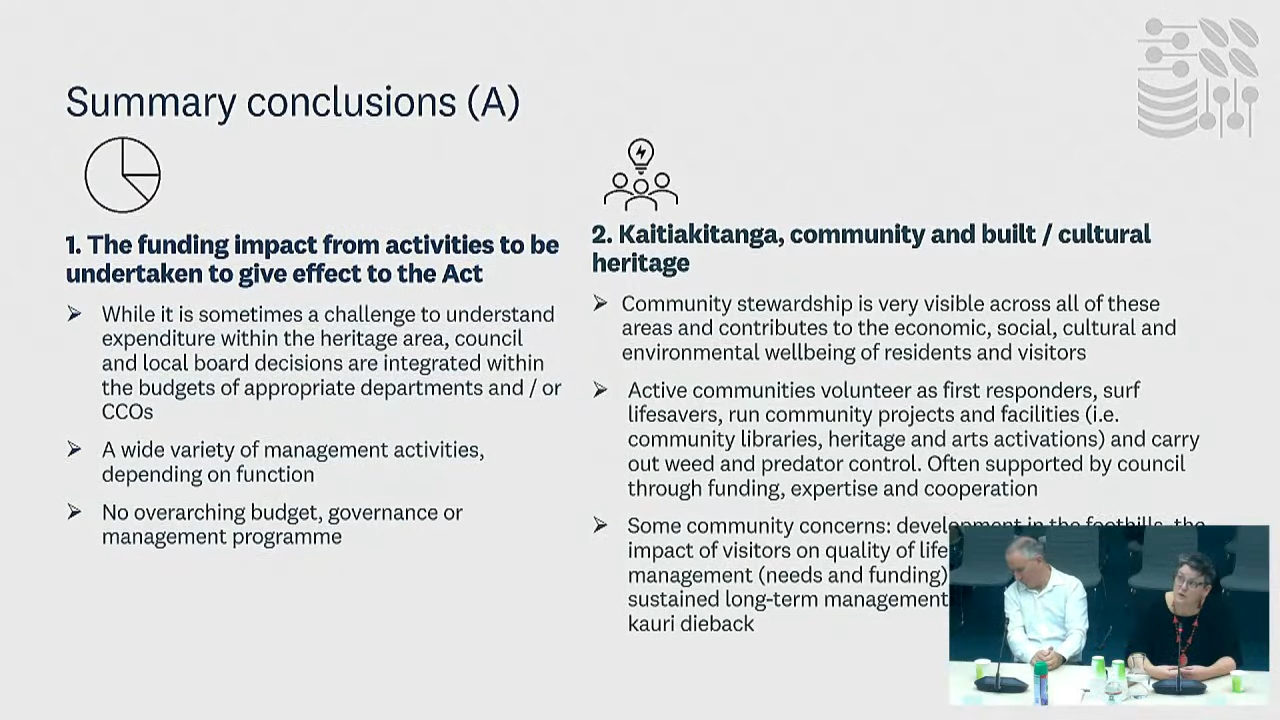 Summary conclusions (A)
1. The funding impact from activities to be
undertaken to give effect to the Act
While it is sometimes a challenge to understand
expenditure within the heritage area, council
and local board decisions are integrated within
the budgets of appropriate departments and / or
CCOs
A wide variety of management activities,
depending on function
No overarching budget, governance or
management programme
2. Kaitiakitanga, community and built / cultural
heritage
Community stewardship is very visible across all of these
areas and contributes to the economic, social, cultural and
environmental wellbeing of residents and visitors
Active communities volunteer as first responders, surf
lifesavers, run community projects and facilities (i.e.
community libraries, heritage and arts activations) and carry
out weed and predator control. Often supported by council
through funding, expertise and cooperation
Some community concerns: development in the foothills, the
impact of visitors on quality of life
management (needs and funding)
sustained long-term management
kauri dieback